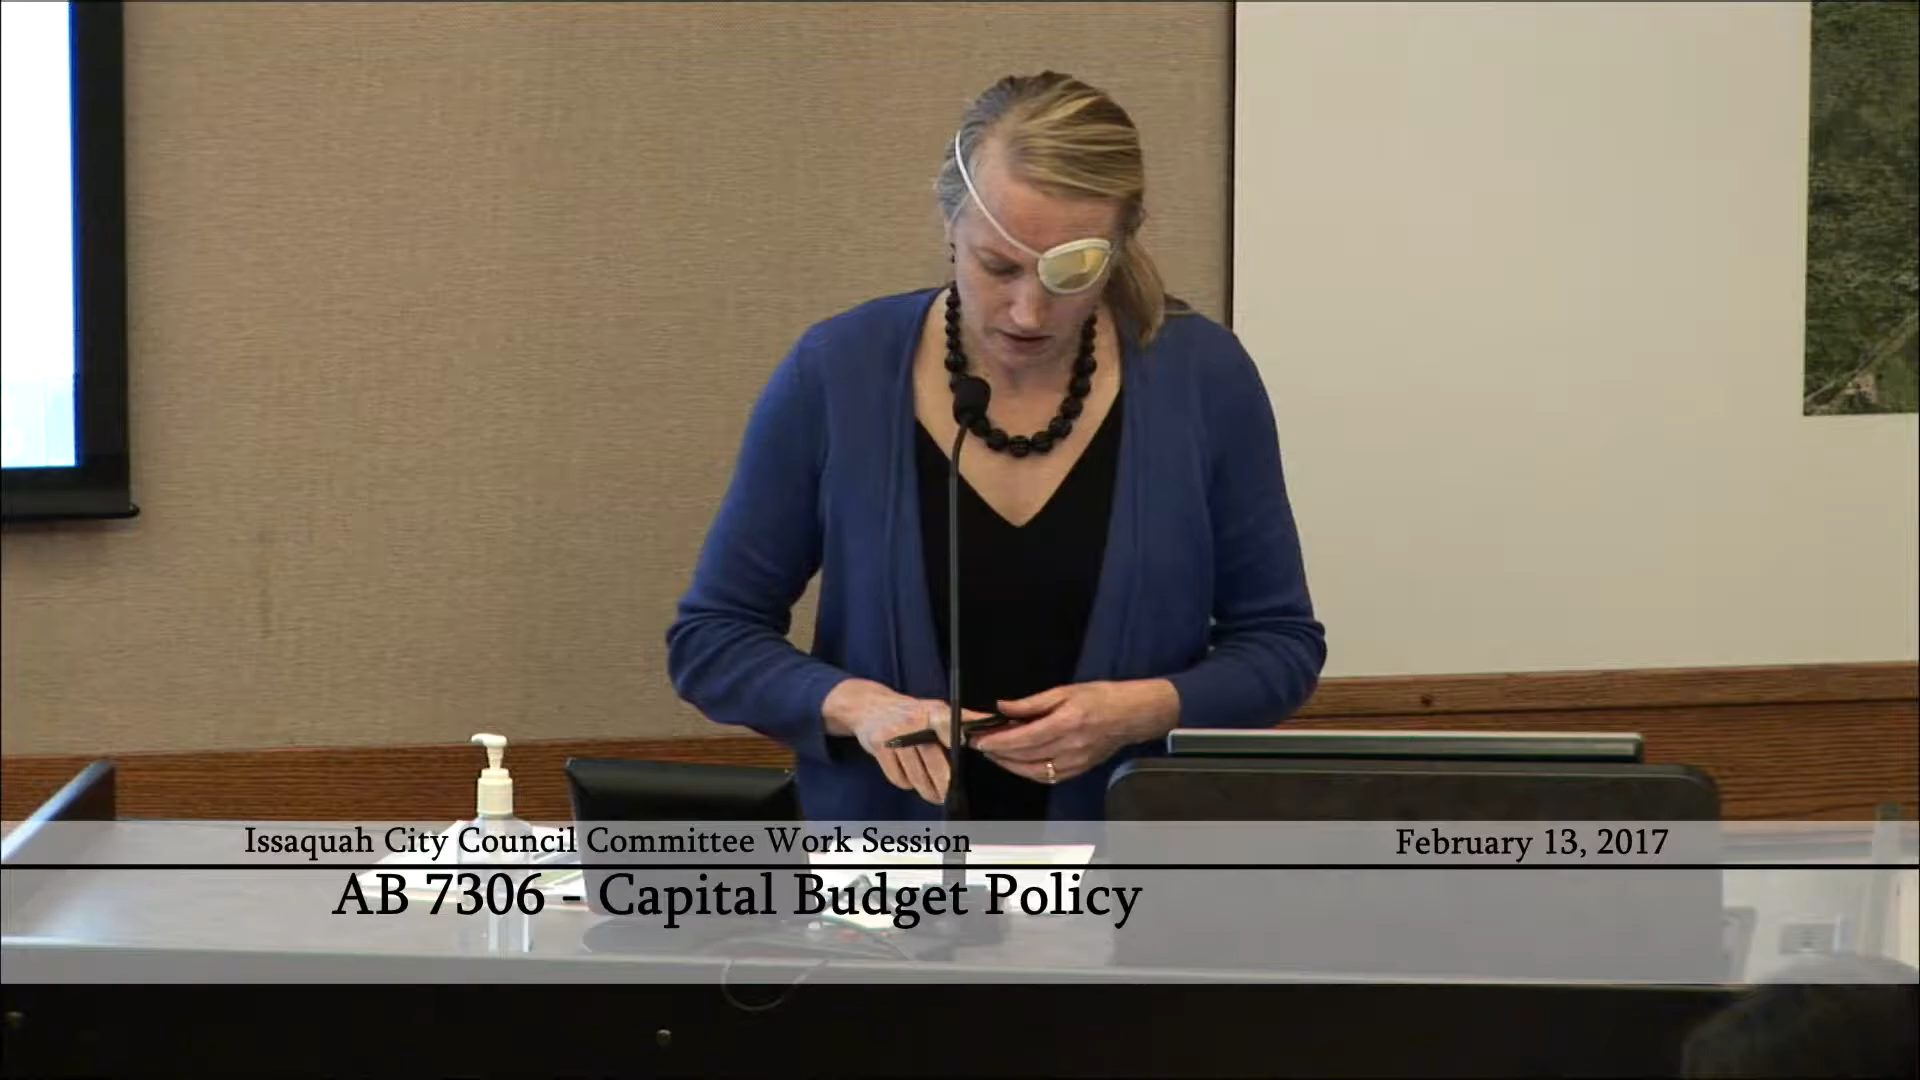 Issaquah City Council Committee Work Session
February 13, 2017
AB 7306 - Capital Budget Policy